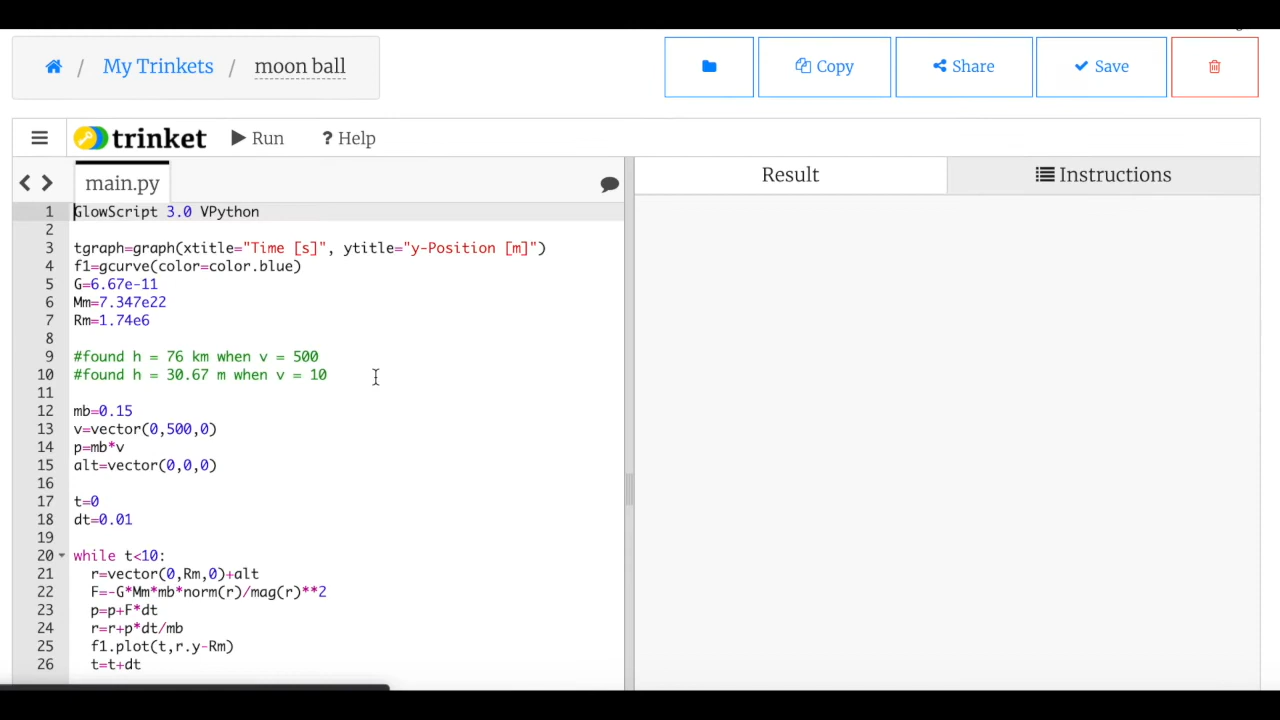 / My Trinkets / moon ball
Copy
Share
Save
trinket
Run
? Help
main.py
Result
Instructions
1 GlowScript 3.0 VPython
2
3 tgraph=graph(xtitle="Time [s]", ytitle="y-Position [m]")
4 f1=gcurve(color=color.blue)
5 G=6.67e-11
6 Mm=7.347e22
7 Rm=1.74e6
8
9 #found h = 76 km when v = 500
10 #found h = 30.67 m when v = 10
11
12 mb=0.15
13 v=vector(0,500,0)
14 p=mb*v
15 alt=vector(0,0,0)
16
17 t=0
18 dt=0.01
19
20 while t<10:
21 r=vector(0,Rm,0)+alt
22 F=-G*Mm*mb*norm(r)/mag(r)**2
23 p=p+F*dt
24 r=r+p*dt/mb
25 f1.plot(t,r.y-Rm)
26 t=t+dt